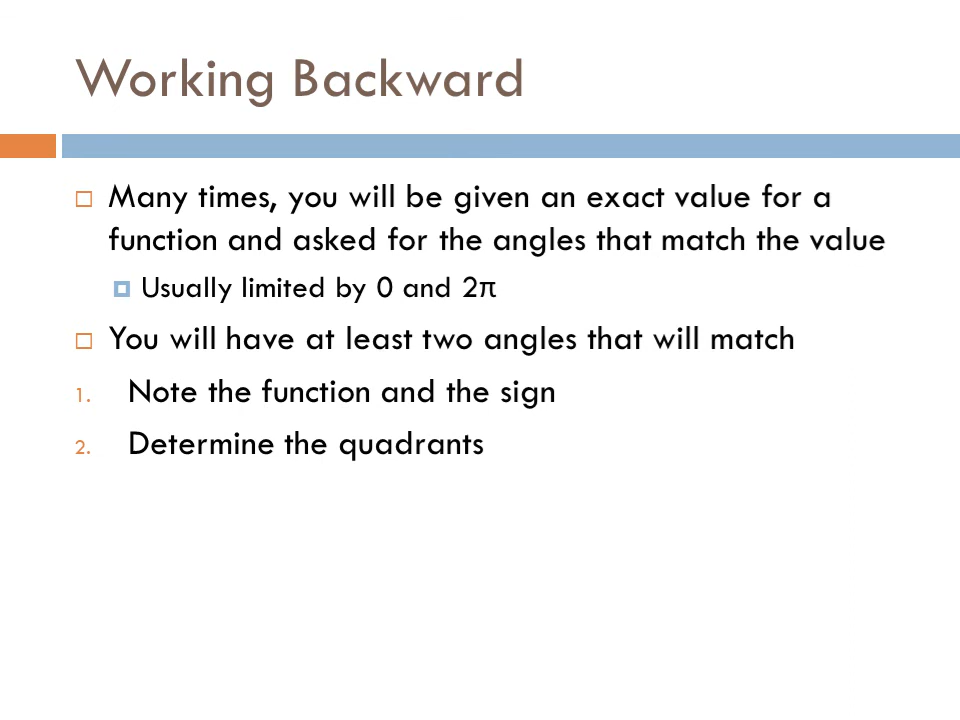 Working Backward
Many times, you will be given an exact value for a
function and asked for the angles that match the value
Usually limited by 0 and 2π
You will have at least two angles that will match
1. Note the function and the sign
2. Determine the quadrants